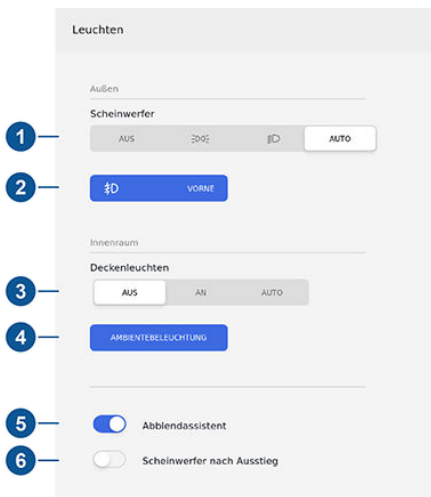 Leuchten
Außen
Scheinwerfer
1 AUS AUTO
2 VORNE
Innenraum
Deckenleuchten
3 AUS AN AUTO
4 AMBIENTEBELEUCHTUNG
5 Abblendassistent
6 Scheinwerfer nach Ausstieg